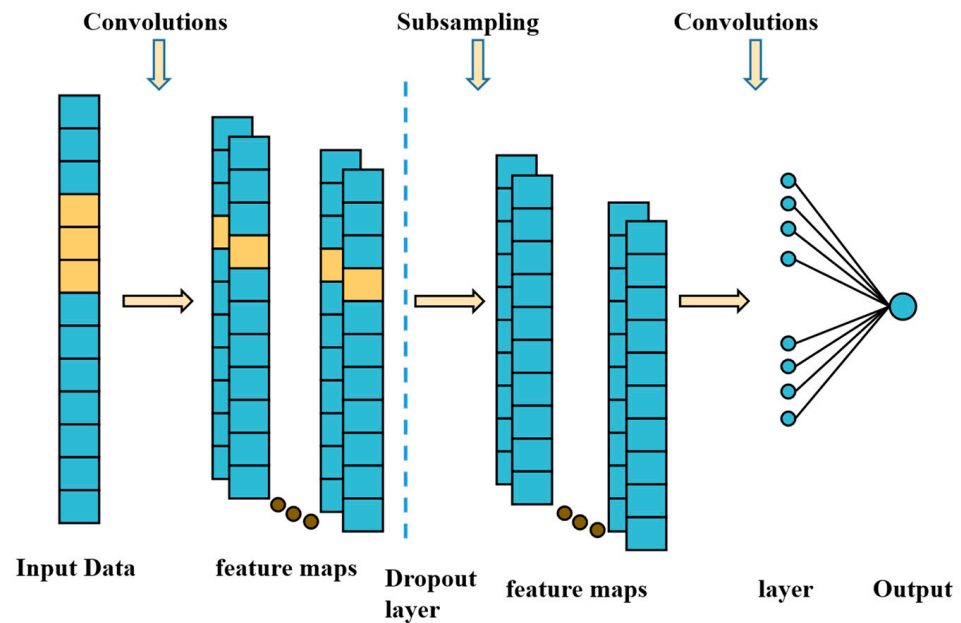 Convolutions
Subsampling
Convolutions
Input Data
feature maps
Dropout
layer
feature maps
layer
Output